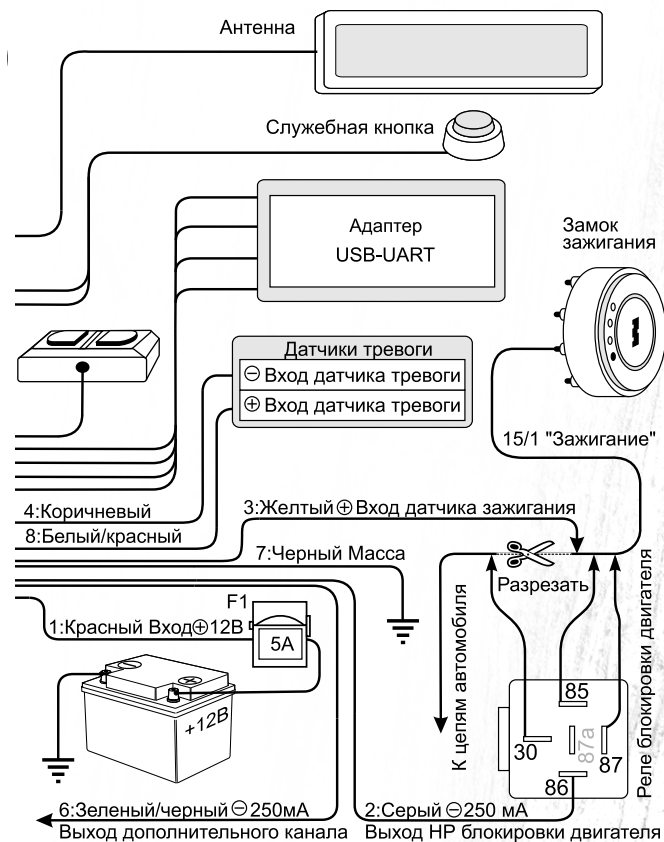 Антенна
Служебная кнопка
Адаптер
USB-UART
Замок
зажигания
Датчики тревоги
⊖ Вход датчика тревоги
⊕ Вход датчика тревоги
15/1 "Зажигание"
4:Коричневый
3:Желтый ⊕ Вход датчика зажигания
8:Белый/красный
7:Черный Масса
Разрезать
F1
1:Красный Вход⊕12В
5А
+12В
К цепям автомобиля
Реле блокировки двигателя
85
30
87a
87
86
6:Зеленый/черный ⊖ 250мА
Выход дополнительного канала
2:Серый ⊖250 мА
Выход НР блокировки двигателя